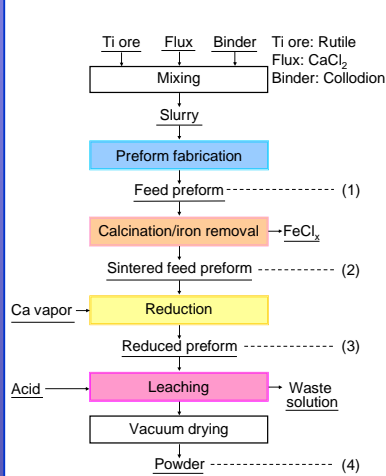 Ti ore Flux Binder Ti ore: Rutile
Flux: CaCl2
Binder: Collodion
Mixing
Slurry
Preform fabrication
Feed preform (1)
Calcination/iron removal FeClx
Sintered feed preform (2)
Ca vapor Reduction
Reduced preform (3)
Acid Leaching Waste
solution
Vacuum drying
Powder (4)